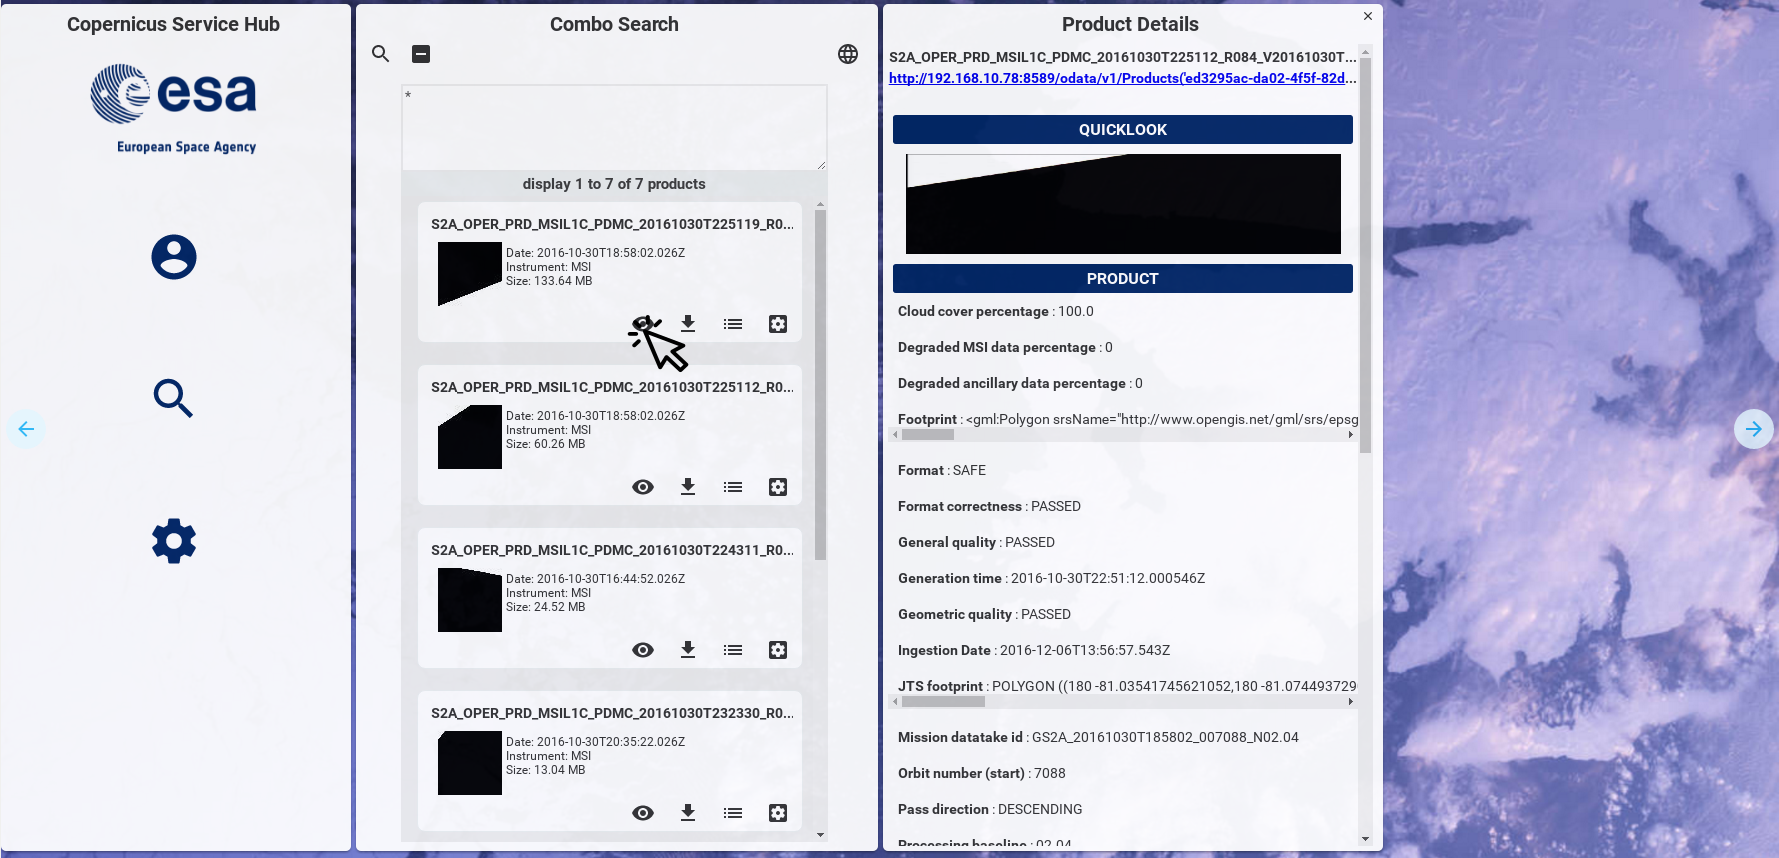 Copernicus Service Hub
esa
European Space Agency
Combo Search
*
display 1 to 7 of 7 products
S2A_OPER_PRD_MSIL1C_PDMC_20161030T225119_R0...
Date: 2016-10-30T18:58:02.026Z
Instrument: MSI
Size: 133.64 MB
S2A_OPER_PRD_MSIL1C_PDMC_20161030T225112_R0...
Date: 2016-10-30T18:58:02.026Z
Instrument: MSI
Size: 60.26 MB
S2A_OPER_PRD_MSIL1C_PDMC_20161030T224311_R0...
Date: 2016-10-30T16:44:52.026Z
Instrument: MSI
Size: 24.52 MB
S2A_OPER_PRD_MSIL1C_PDMC_20161030T232330_R0...
Date: 2016-10-30T20:35:22.026Z
Instrument: MSI
Size: 13.04 MB
Product Details
S2A_OPER_PRD_MSIL1C_PDMC_20161030T225112_R084_V20161030T...
http://192.168.10.78:8589/odata/v1/Products('ed3295ac-da02-4f5f-82d...
QUICKLOOK
PRODUCT
Cloud cover percentage : 100.0
Degraded MSI data percentage : 0
Degraded ancillary data percentage : 0
Footprint : <gml:Polygon srsName="http://www.opengis.net/gml/srs/epsg
Format : SAFE
Format correctness : PASSED
General quality : PASSED
Generation time : 2016-10-30T22:51:12.000546Z
Geometric quality : PASSED
Ingestion Date : 2016-12-06T13:56:57.543Z
JTS footprint : POLYGON ((180 -81.03541745621052,180 -81.074493729
Mission datatake id : GS2A_20161030T185802_007088_N02.04
Orbit number (start) : 7088
Pass direction : DESCENDING
Processing baseline : 02.04